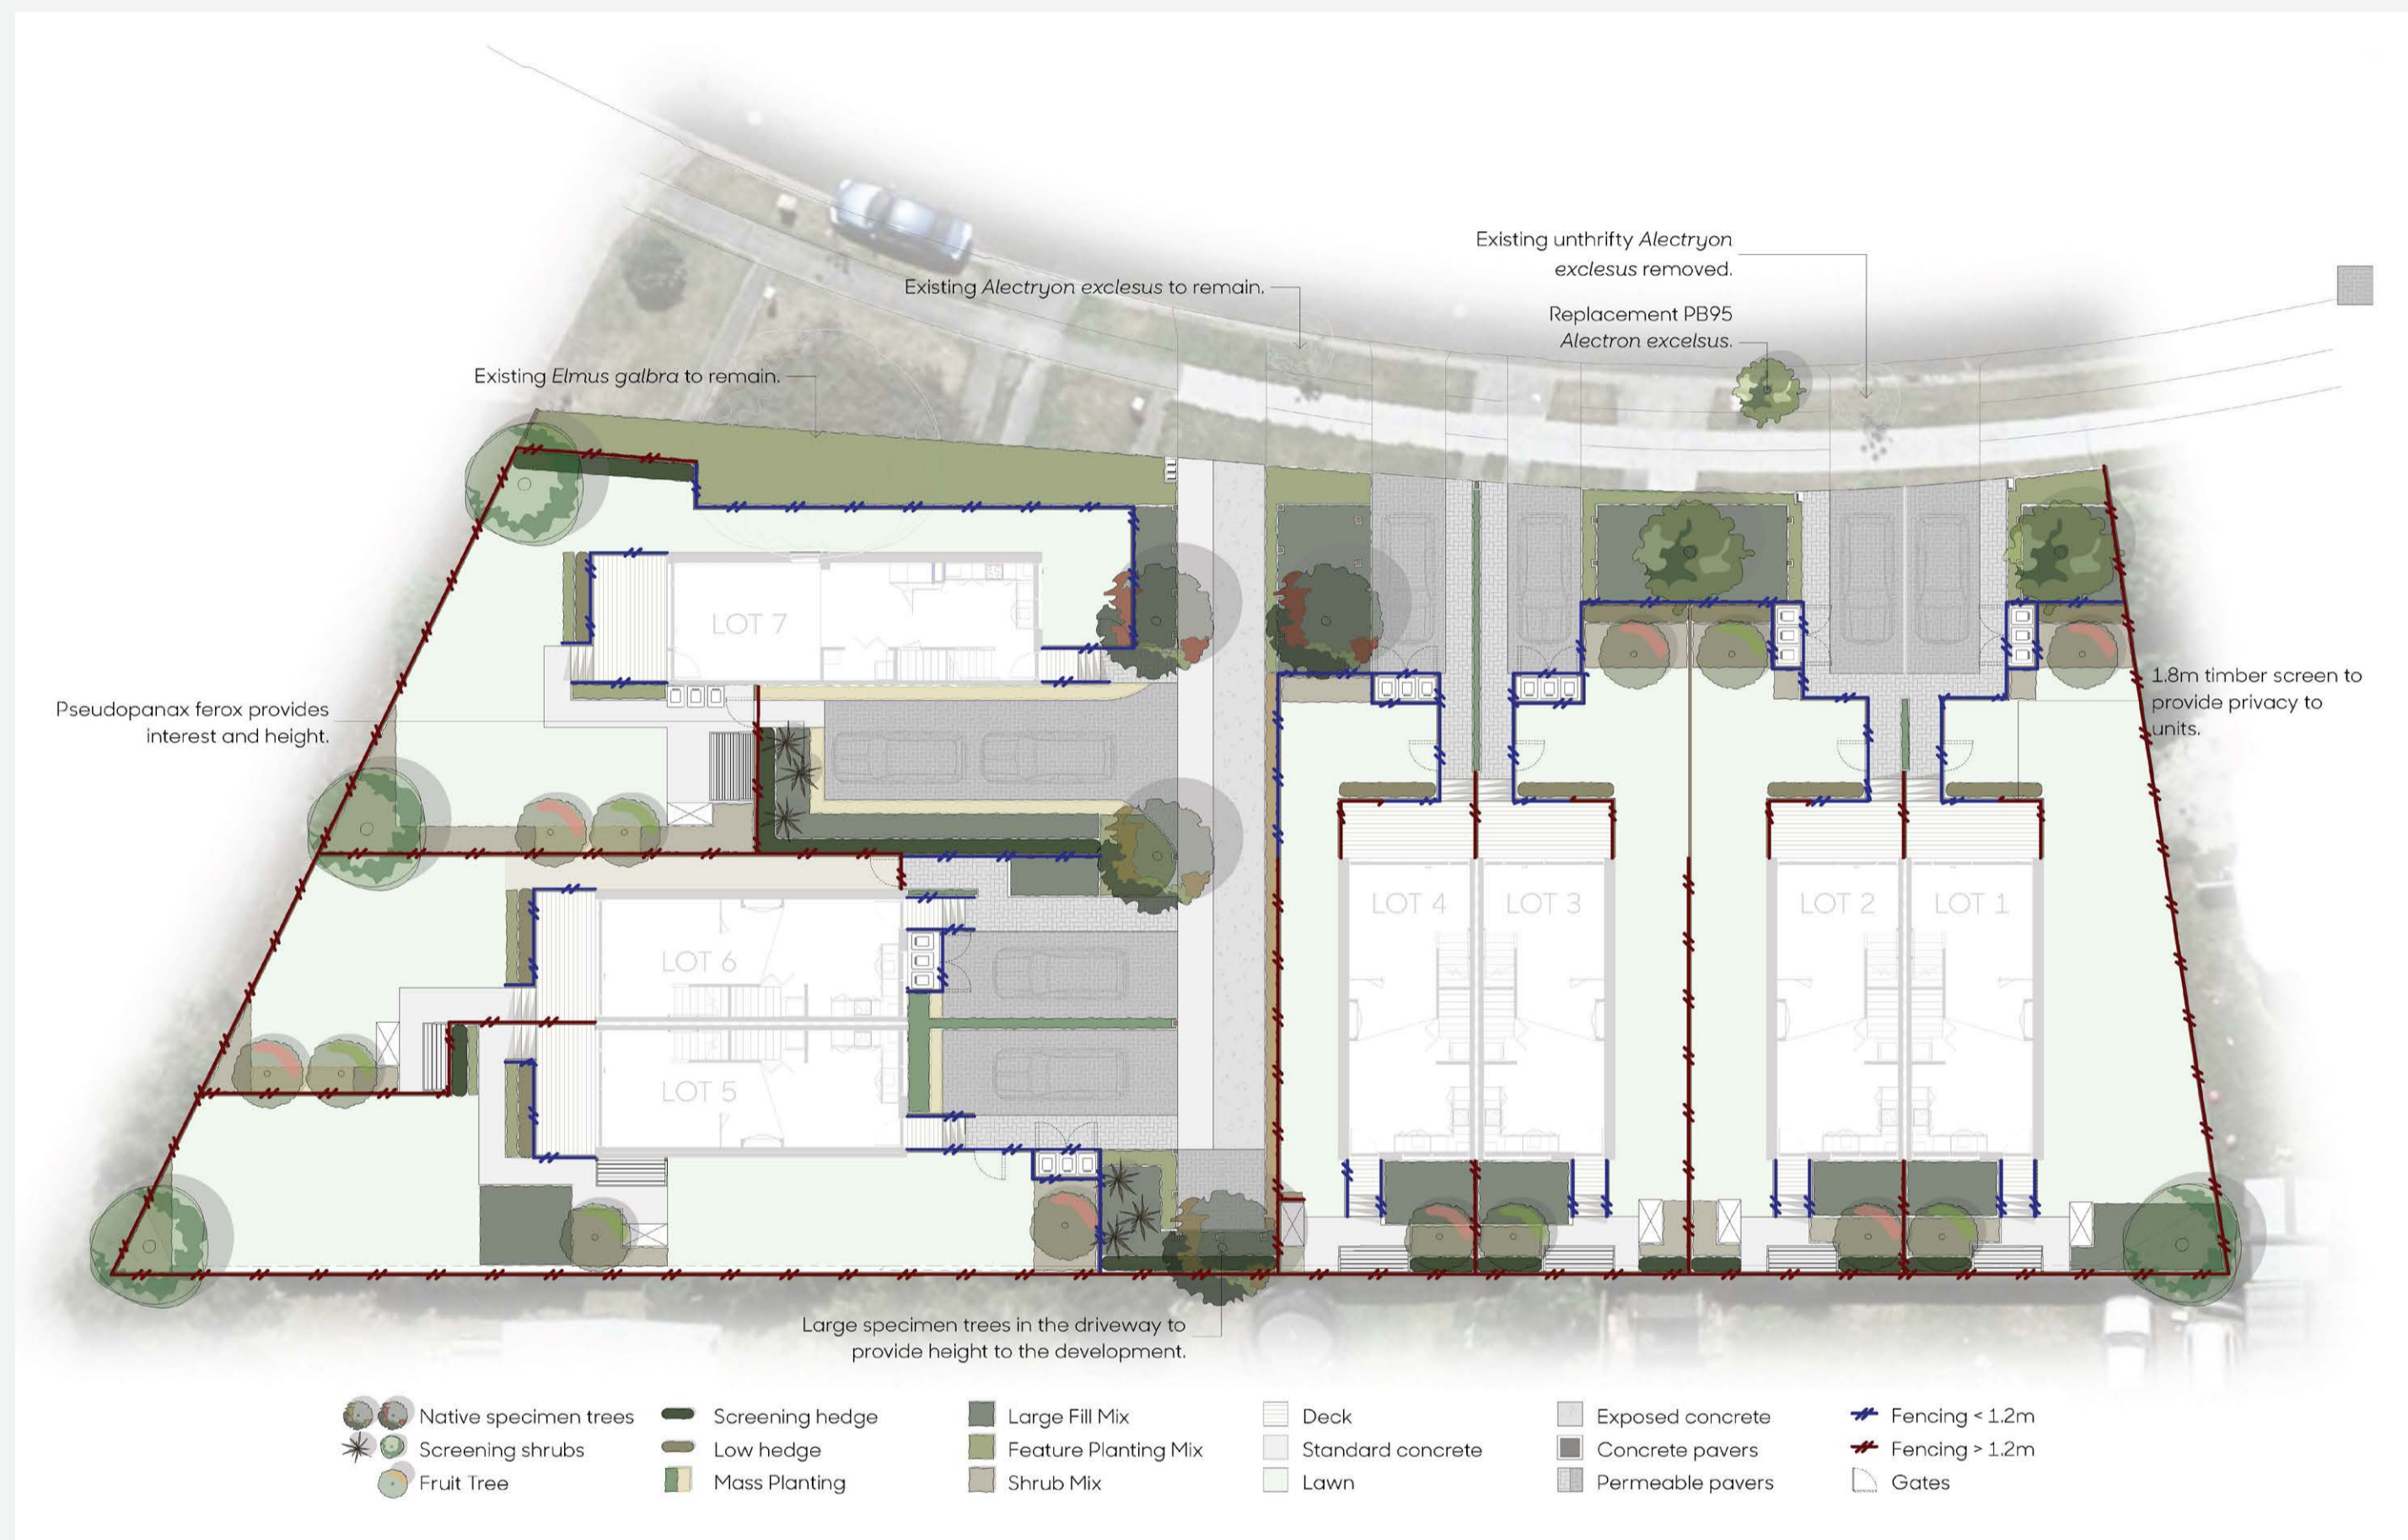 Existing unthrifty Alectryon
exclesus removed.
Existing Alectryon exclesus to remain.
Replacement PB95
Alectron excelsus.
Existing Elmus galbra to remain.
LOT 7
1.8m timber screen to
provide privacy to
units.
Pseudopanax ferox provides
interest and height.
LOT 4
LOT 3
LOT 2
LOT 1
LOT 6
LOT 5
Large specimen trees in the driveway to
provide height to the development.
Native specimen trees
Screening shrubs
Fruit Tree
Screening hedge
Low hedge
Mass Planting
Large Fill Mix
Feature Planting Mix
Shrub Mix
Deck
Standard concrete
Lawn
Exposed concrete
Concrete pavers
Permeable pavers
Fencing < 1.2m
Fencing > 1.2m
Gates